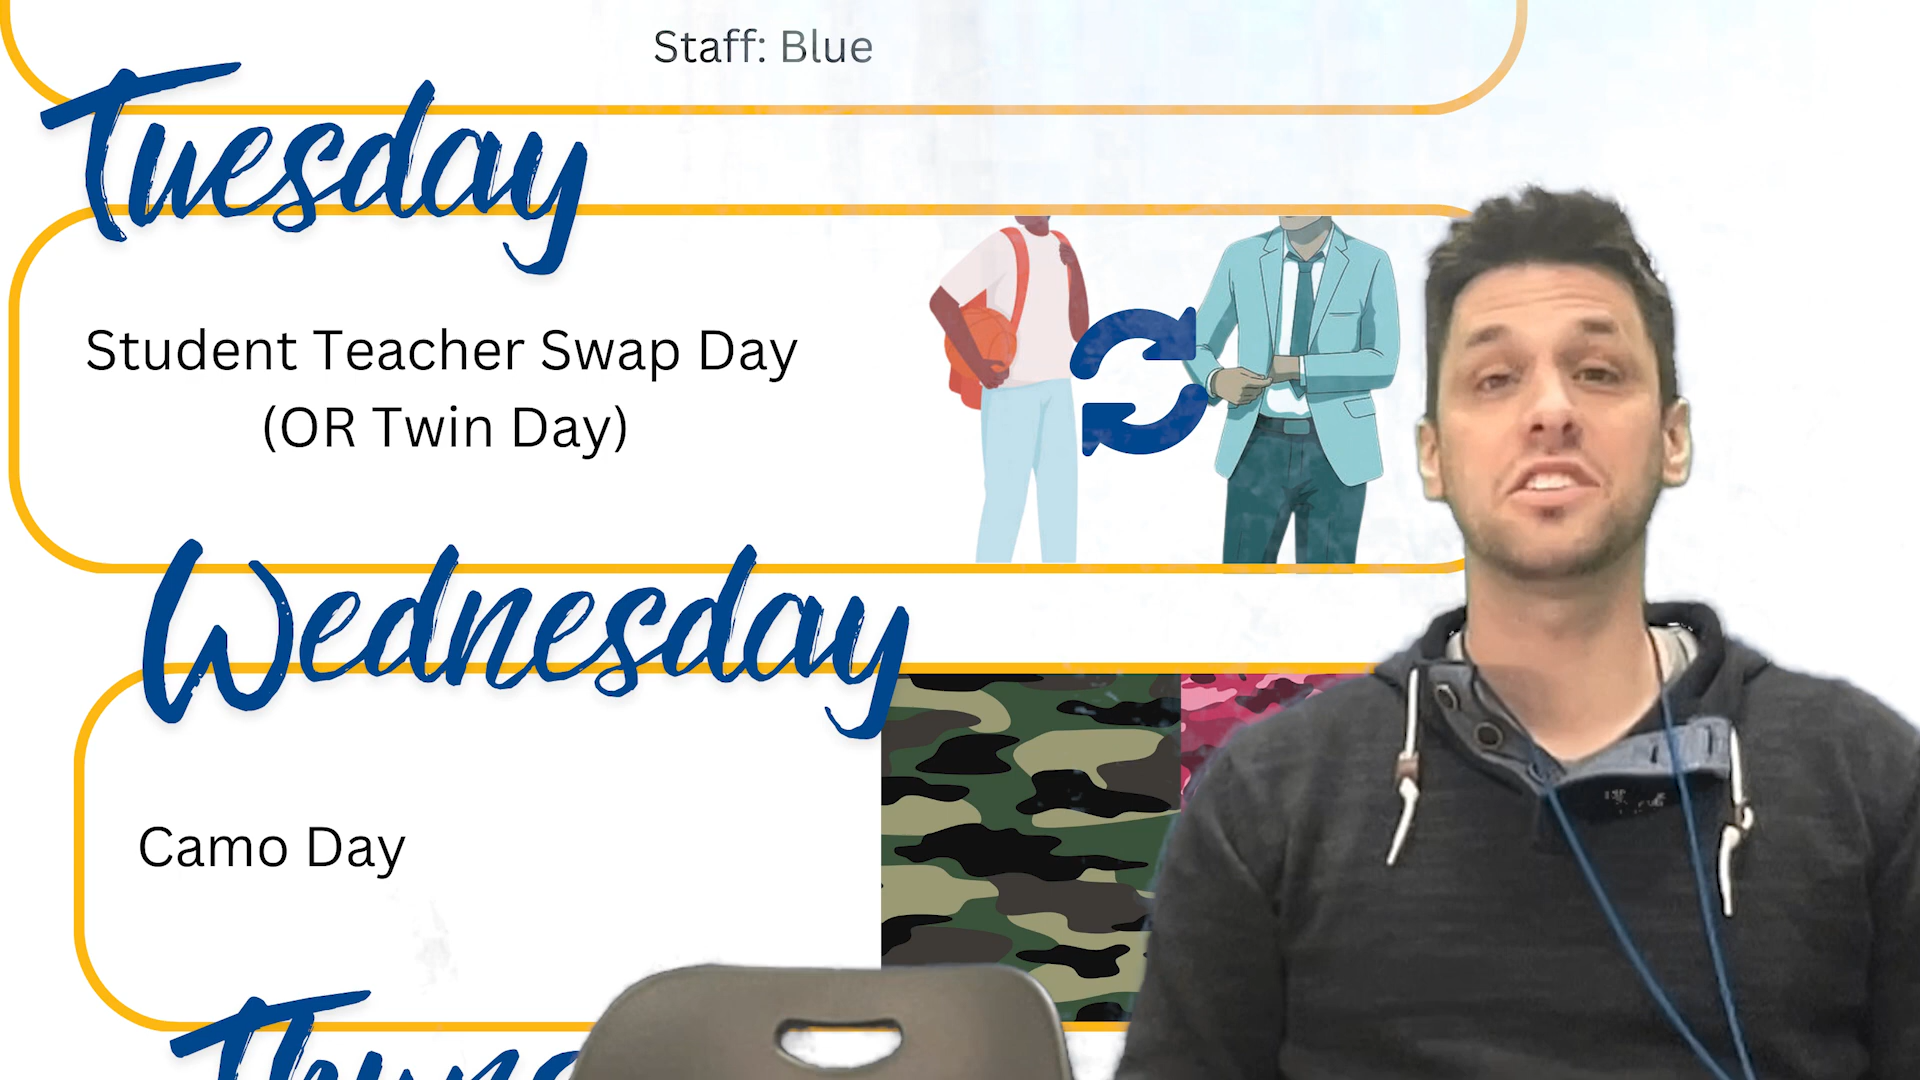 Staff: Blue
Tuesday
Student Teacher Swap Day
(OR Twin Day)
Wednesday
Camo Day